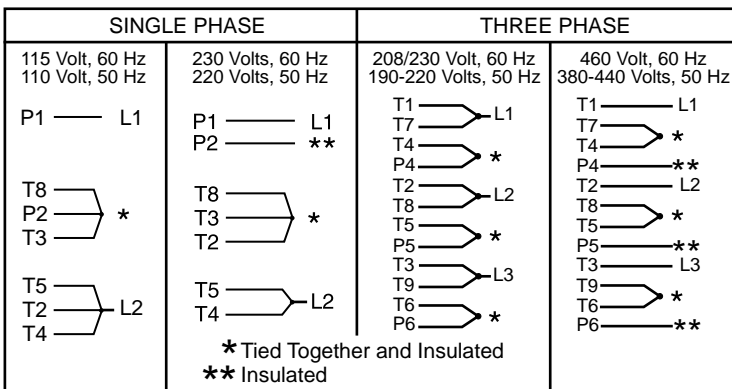 SINGLE PHASE
THREE PHASE
115 Volt, 60 Hz
110 Volt, 50 Hz
P1 L1
T8
P2 *
T3
T5
T2 L2
T4
230 Volts, 60 Hz
220 Volts, 50 Hz
P1 L1
P2 **
T8
T3 *
T2
T5
L2
T4
208/230 Volt, 60 Hz
190-220 Volts, 50 Hz
T1
L1
T7
T4
*
P4
T2
L2
T8
T5
*
P5
T3
L3
T9
T6
*
P6
460 Volt, 60 Hz
380-440 Volts, 50 Hz
T1 L1
T7
*
T4
P4 **
T2 L2
T8
*
T5
P5 **
T3 L3
T9
*
T6
P6 **
* Tied Together and Insulated
** Insulated